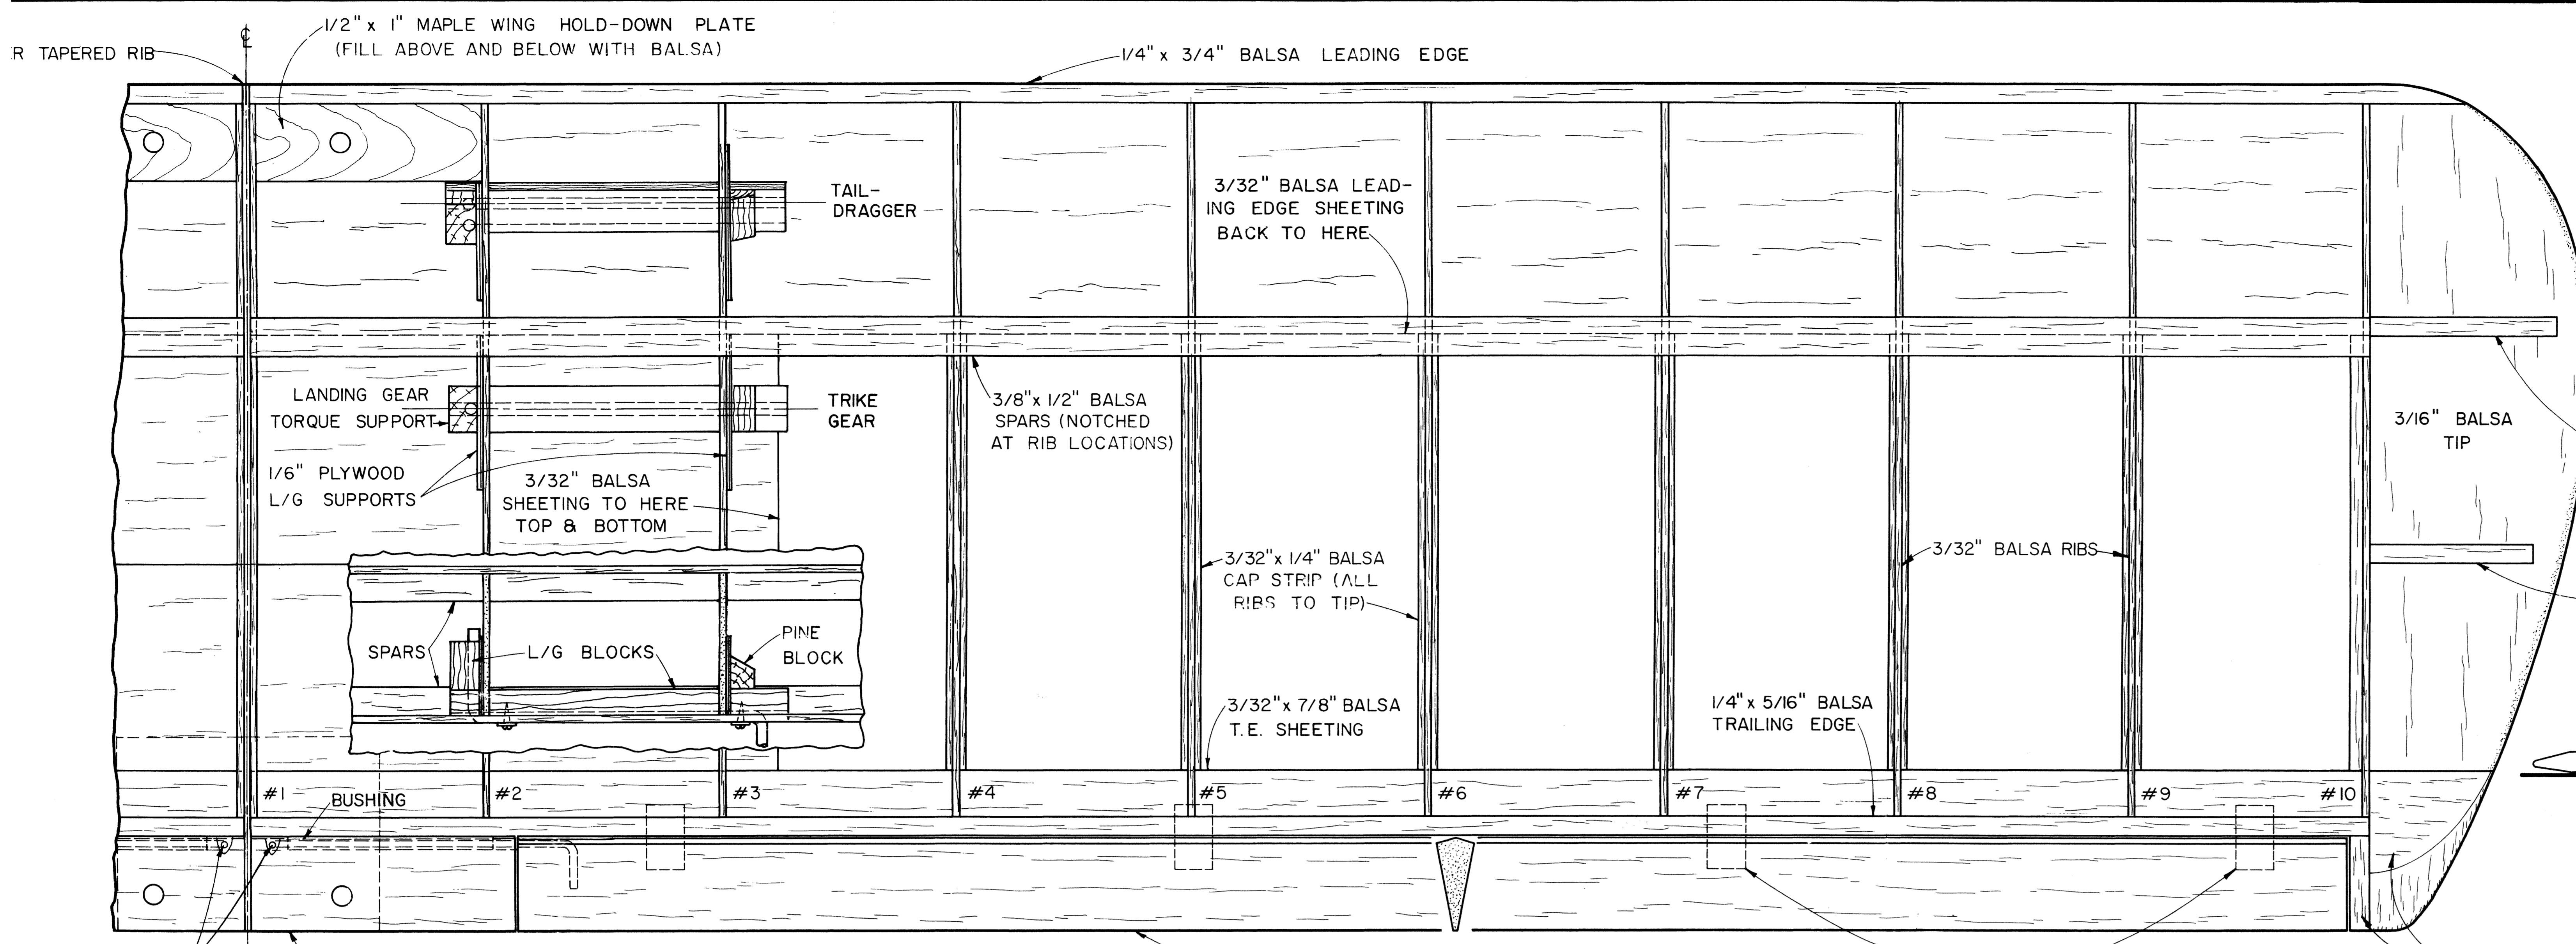 1/2" x 1" MAPLE WING HOLD-DOWN PLATE
(FILL ABOVE AND BELOW WITH BALSA)
R TAPERED RIB
1/4" x 3/4" BALSA LEADING EDGE
TAIL-
DRAGGER
3/32" BALSA LEAD-
ING EDGE SHEETING
BACK TO HERE
LANDING GEAR
TORQUE SUPPORT
TRIKE
GEAR
3/8" x 1/2" BALSA
SPARS (NOTCHED
AT RIB LOCATIONS)
3/16" BALSA
TIP
1/6" PLYWOOD
L/G SUPPORTS
3/32" BALSA
SHEETING TO HERE
TOP & BOTTOM
3/32" x 1/4" BALSA
CAP STRIP (ALL
RIBS TO TIP)
3/32" BALSA RIBS
SPARS
L/G BLOCKS
PINE
BLOCK
3/32" x 7/8" BALSA
T.E. SHEETING
1/4" x 5/16" BALSA
TRAILING EDGE
#1
BUSHING
#2
#3
#4
#5
#6
#7
#8
#9
#10